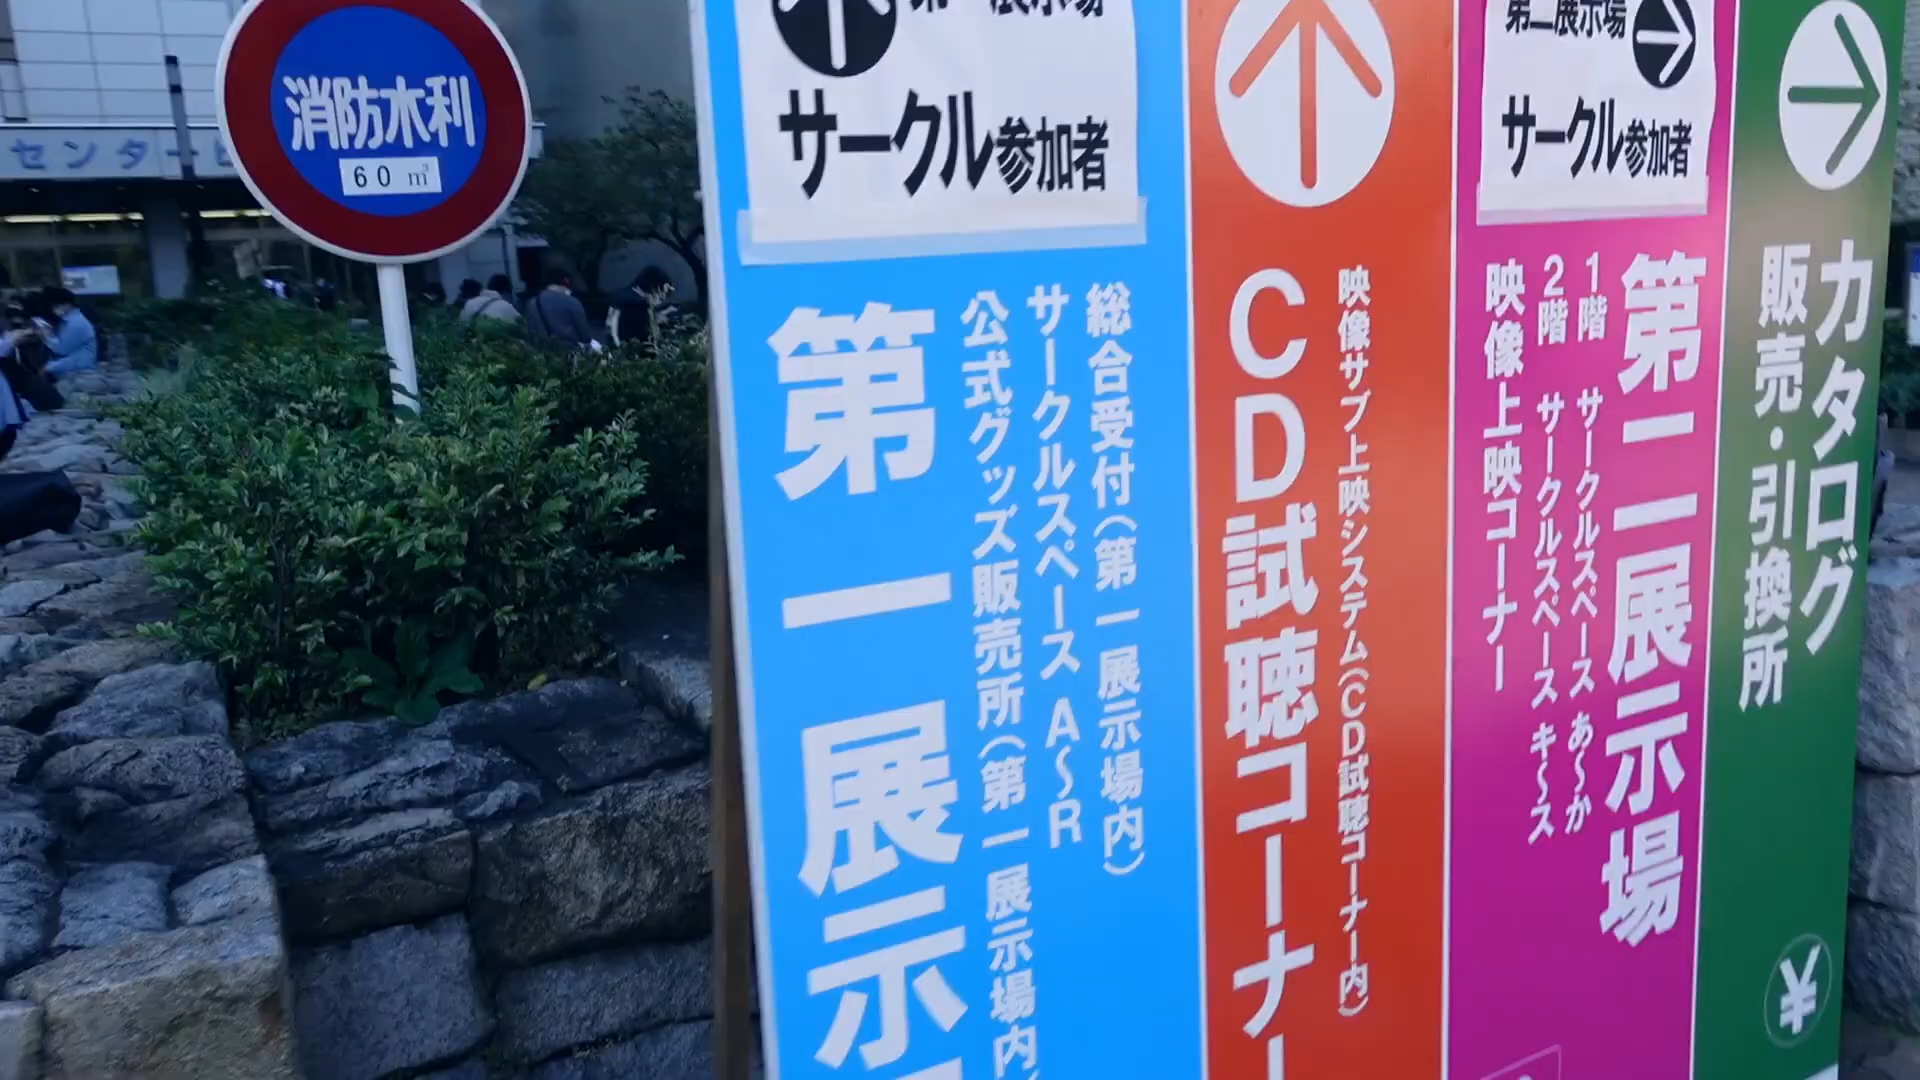 消防水利
60㎥
センター
サークル参加者
第一展示
総合受付(第一展示場内)
サークルスペース A〜R
公式グッズ販売所(第一展示場内
CD試聴コーナー
映像サブ上映システム(CD試聴コーナー内)
第二展示場
サークル参加者
第二展示場
1階 サークルスペース あ〜か
2階 サークルスペース キ〜ス
映像上映コーナー
カタログ
販売・引換所
¥